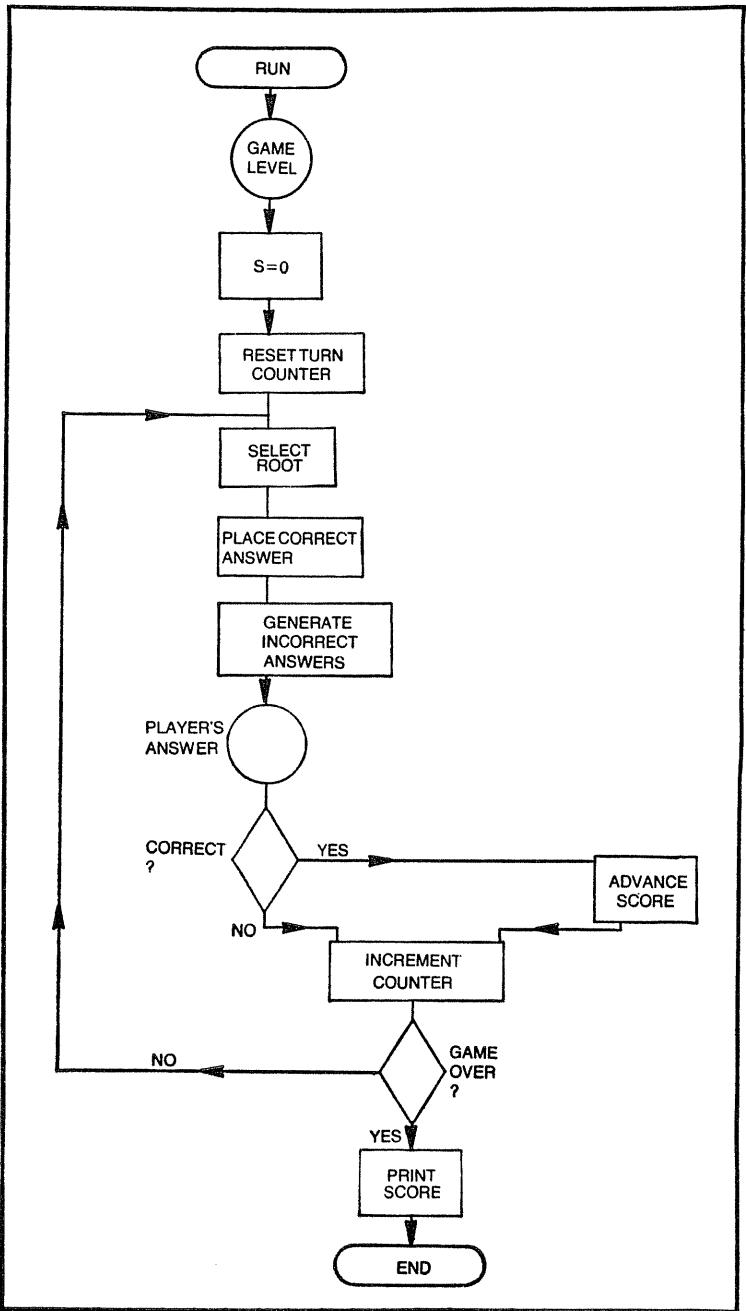 RUN
GAME
LEVEL
S=0
RESET TURN
COUNTER
SELECT
ROOT
PLACE CORRECT
ANSWER
GENERATE
INCORRECT
ANSWERS
PLAYER'S
ANSWER
CORRECT
?
YES
ADVANCE
SCORE
NO
INCREMENT
COUNTER
GAME
OVER
?
NO
YES
PRINT
SCORE
END